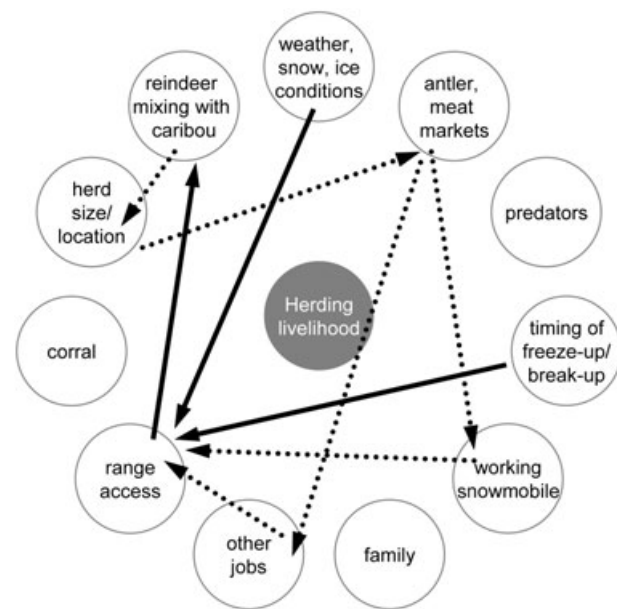 weather,
snow, ice
conditions
antler,
meat
markets
predators
timing of
freeze-up/
break-up
working
snowmobile
family
other
jobs
range
access
corral
herd
size/
location
reindeer
mixing with
caribou
Herding
livelihood